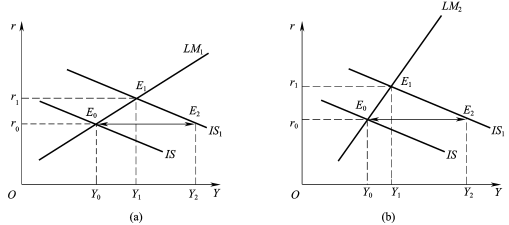 r
LM₁
r₁
E₁
E₀
E₂
r₀
IS₁
IS
O
Y₀
Y₁
Y₂
Y
(a)
r
LM₂
r₁
E₁
E₀
E₂
r₀
IS₁
IS
O
Y₀
Y₁
Y₂
Y
(b)